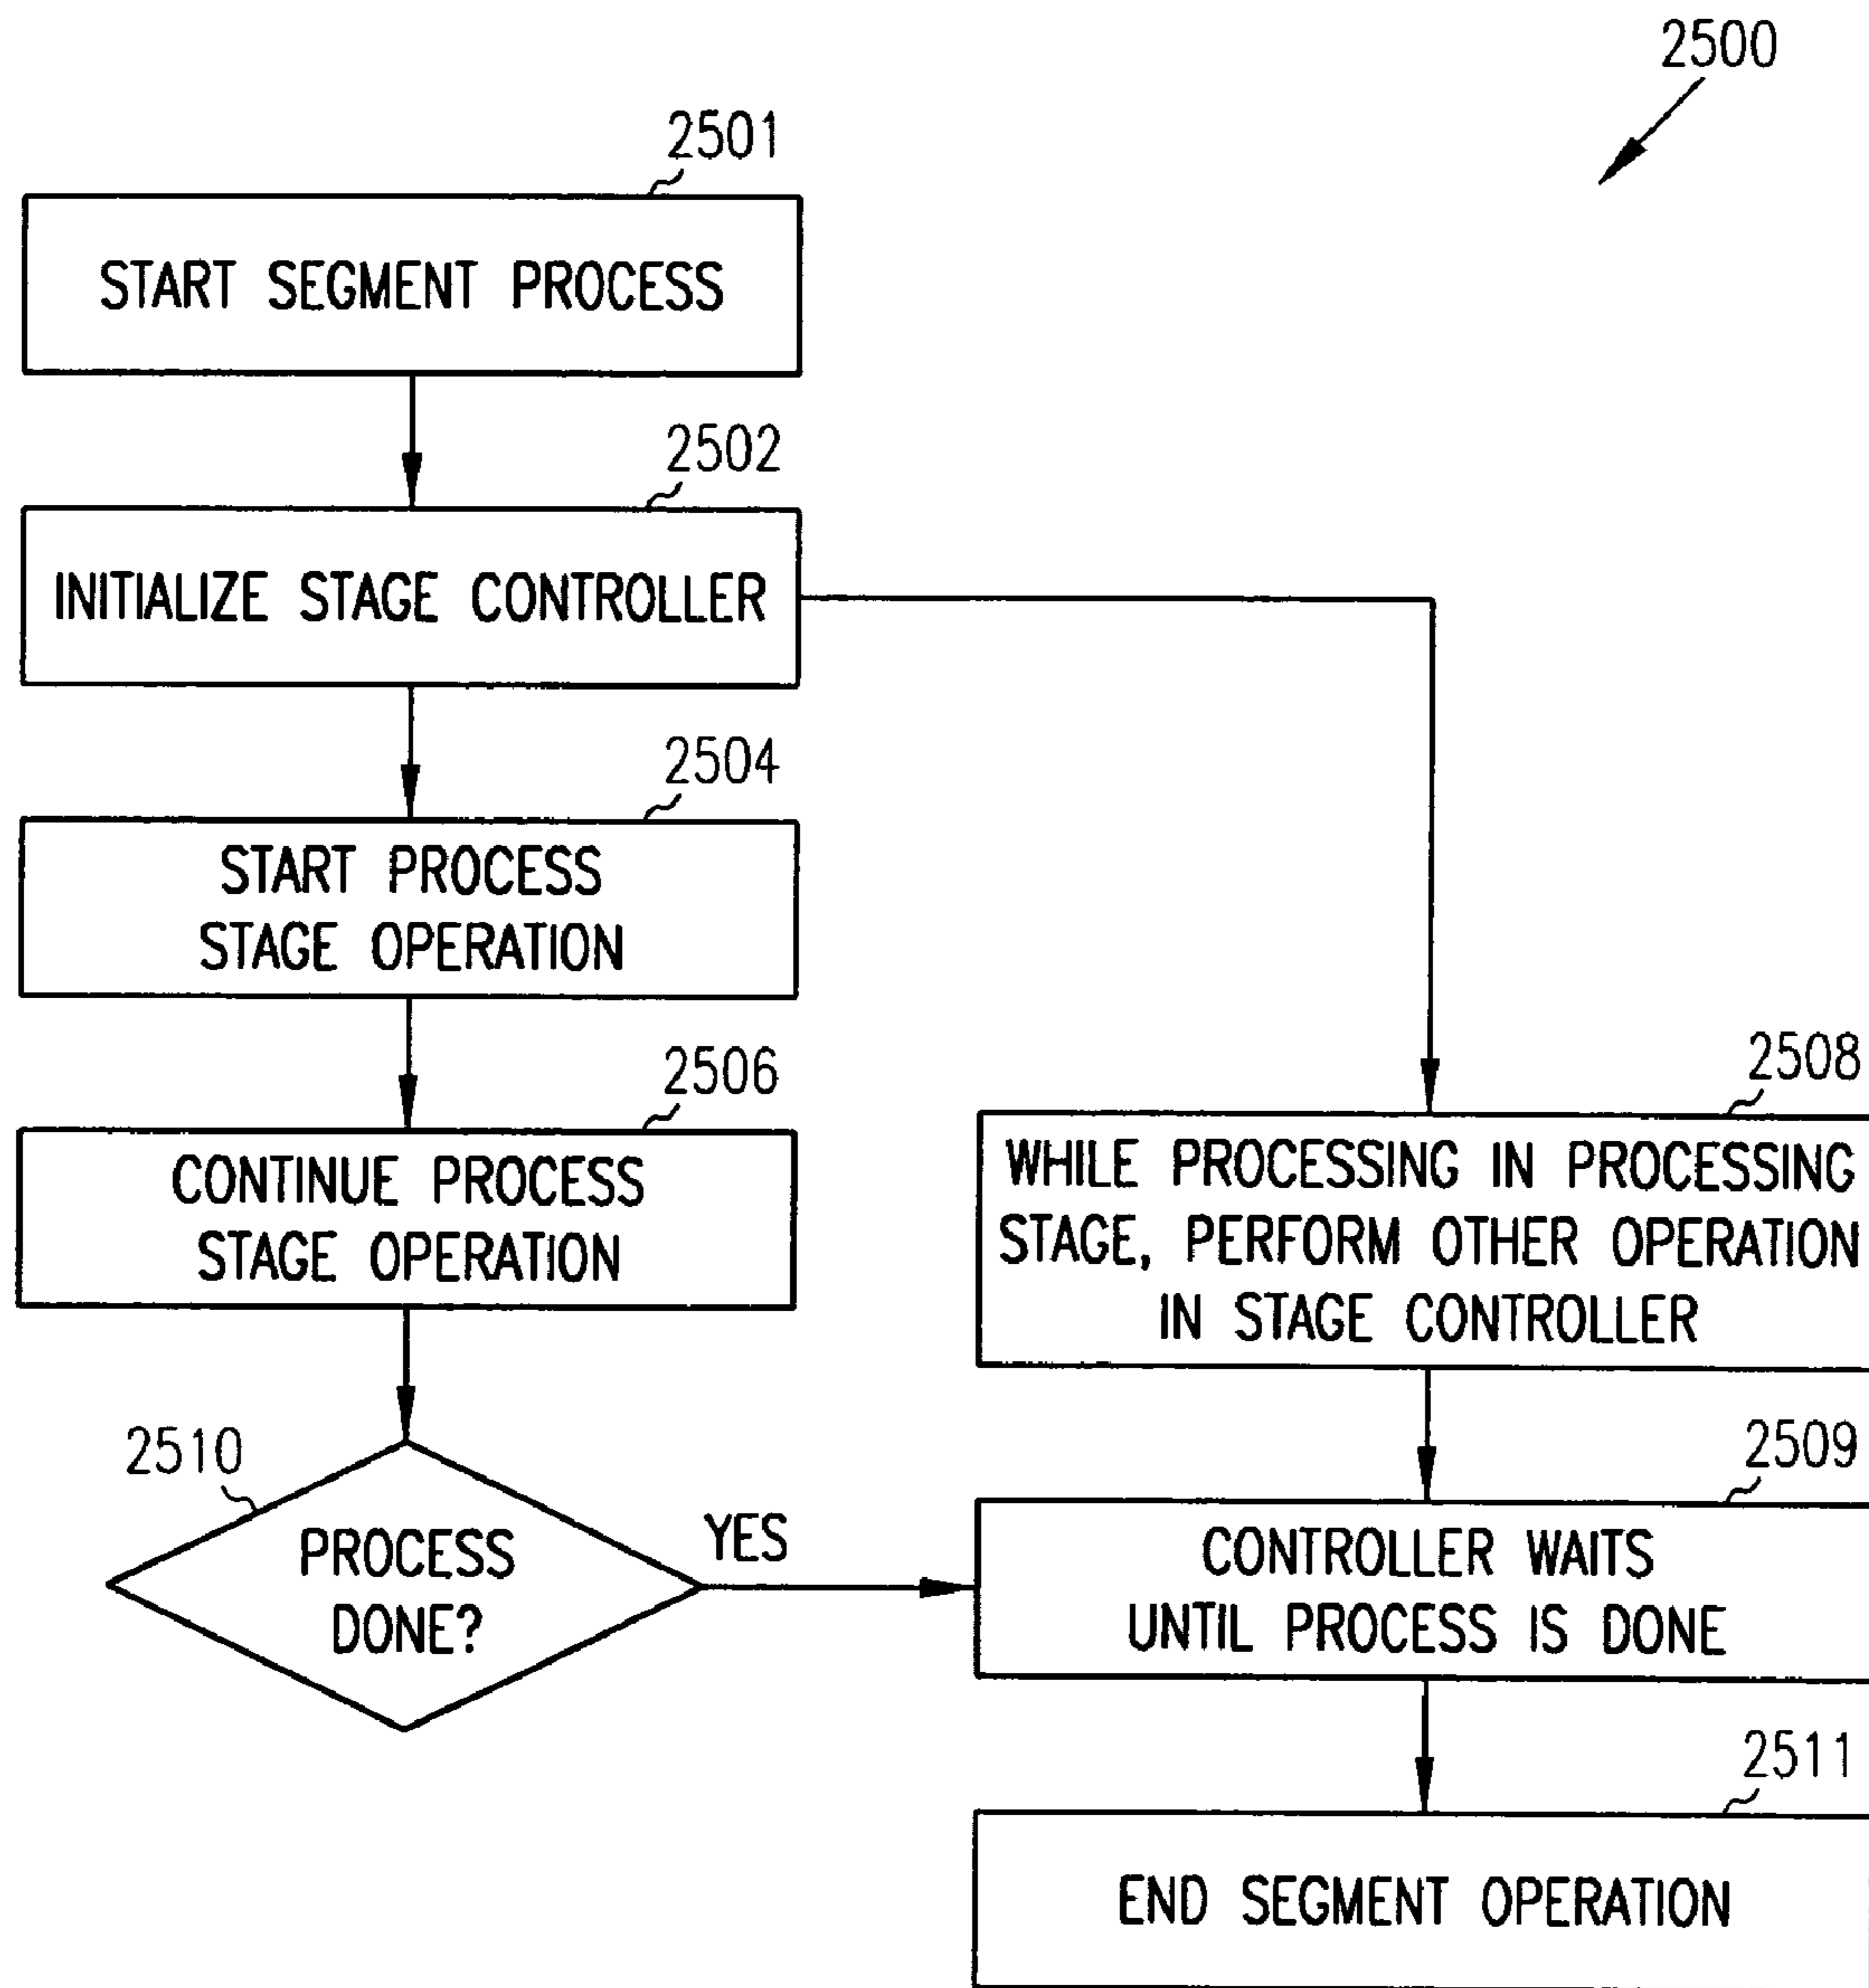 2500
2501
START SEGMENT PROCESS
2502
INITIALIZE STAGE CONTROLLER
2504
START PROCESS
STAGE OPERATION
2506
CONTINUE PROCESS
STAGE OPERATION
2508
WHILE PROCESSING IN PROCESSING
STAGE, PERFORM OTHER OPERATION
IN STAGE CONTROLLER
2510
PROCESS
DONE?
YES
2509
CONTROLLER WAITS
UNTIL PROCESS IS DONE
2511
END SEGMENT OPERATION